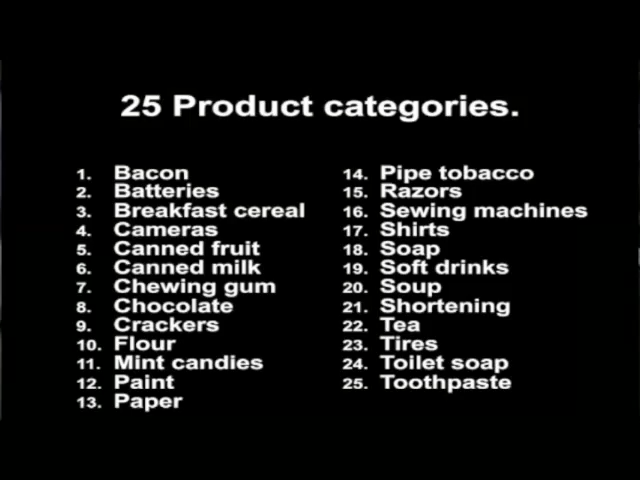 25 Product categories.
1. Bacon
2. Batteries
3. Breakfast cereal
4. Cameras
5. Canned fruit
6. Canned milk
7. Chewing gum
8. Chocolate
9. Crackers
10. Flour
11. Mint candies
12. Paint
13. Paper
14. Pipe tobacco
15. Razors
16. Sewing machines
17. Shirts
18. Soap
19. Soft drinks
20. Soup
21. Shortening
22. Tea
23. Tires
24. Toilet soap
25. Toothpaste